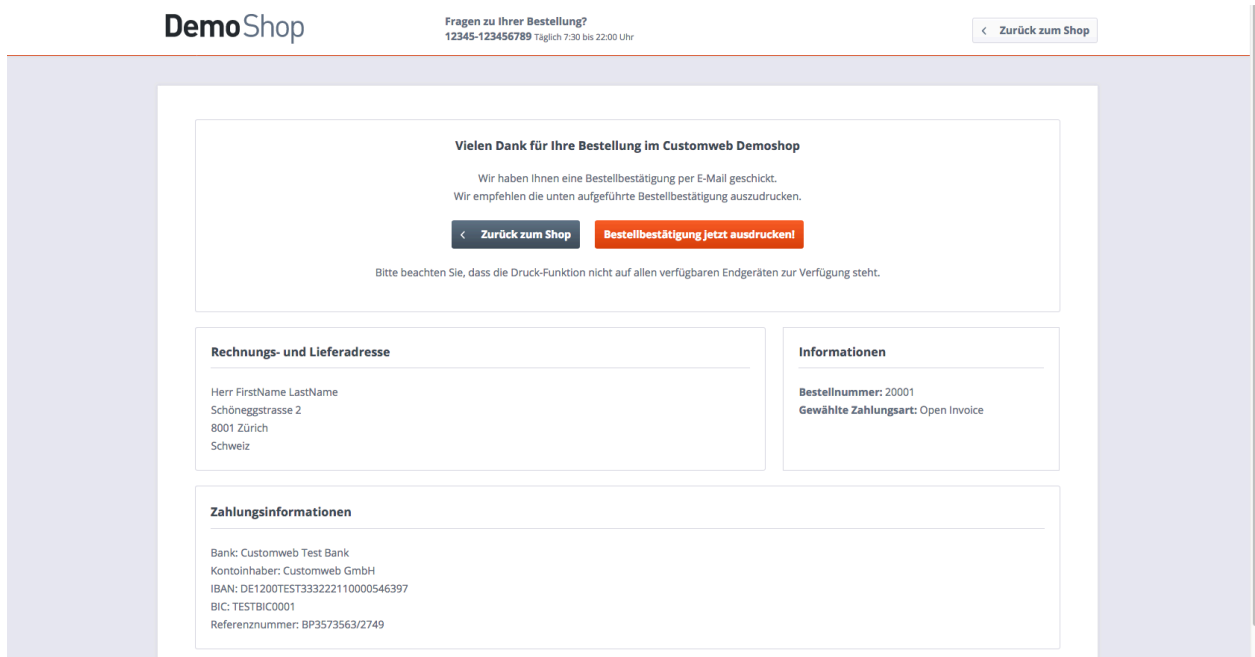 DemoShop
Fragen zu Ihrer Bestellung?
12345-123456789 Täglich 7:30 bis 22:00 Uhr
Zurück zum Shop
Vielen Dank für Ihre Bestellung im Customweb Demoshop
Wir haben Ihnen eine Bestellbestätigung per E-Mail geschickt.
Wir empfehlen die unten aufgeführte Bestellbestätigung auszudrucken.
Zurück zum Shop
Bestellbestätigung jetzt ausdrucken!
Bitte beachten Sie, dass die Druck-Funktion nicht auf allen verfügbaren Endgeräten zur Verfügung steht.
Rechnungs- und Lieferadresse
Herr FirstName LastName
Schöneggstrasse 2
8001 Zürich
Schweiz
Informationen
Bestellnummer: 20001
Gewählte Zahlungsart: Open Invoice
Zahlungsinformationen
Bank: Customweb Test Bank
Kontoinhaber: Customweb GmbH
IBAN: DE1200TEST333222110000546397
BIC: TESTBIC0001
Referenznummer: BP3573563/2749